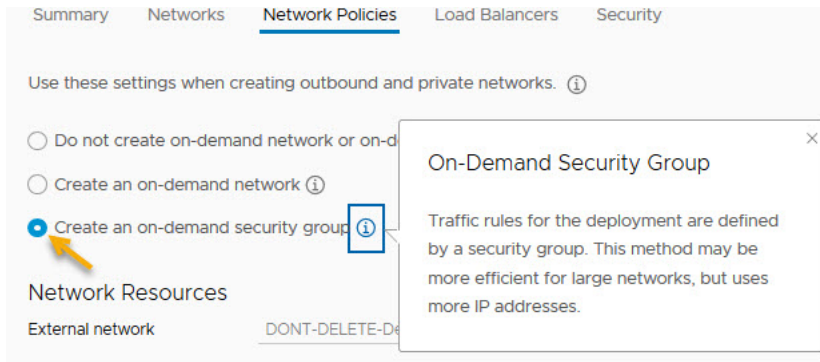 Summary Networks Network Policies Load Balancers Security
Use these settings when creating outbound and private networks.
Do not create on-demand network or on-d
Create an on-demand network
Create an on-demand security group
Network Resources
External network DONT-DELETE-De
On-Demand Security Group
Traffic rules for the deployment are defined
by a security group. This method may be
more efficient for large networks, but uses
more IP addresses.